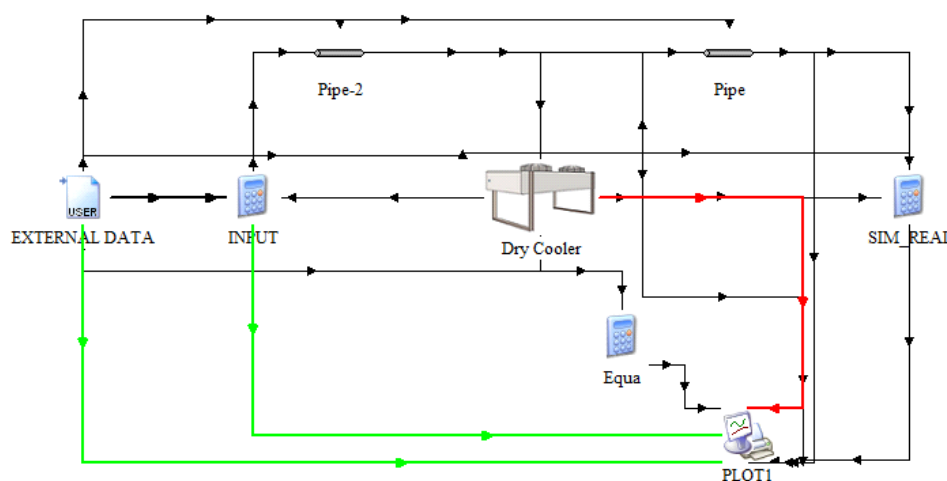 Pipe-2
Pipe
USER
EXTERNAL DATA
INPUT
Dry Cooler
SIM_REAL
Equa
PLOT1